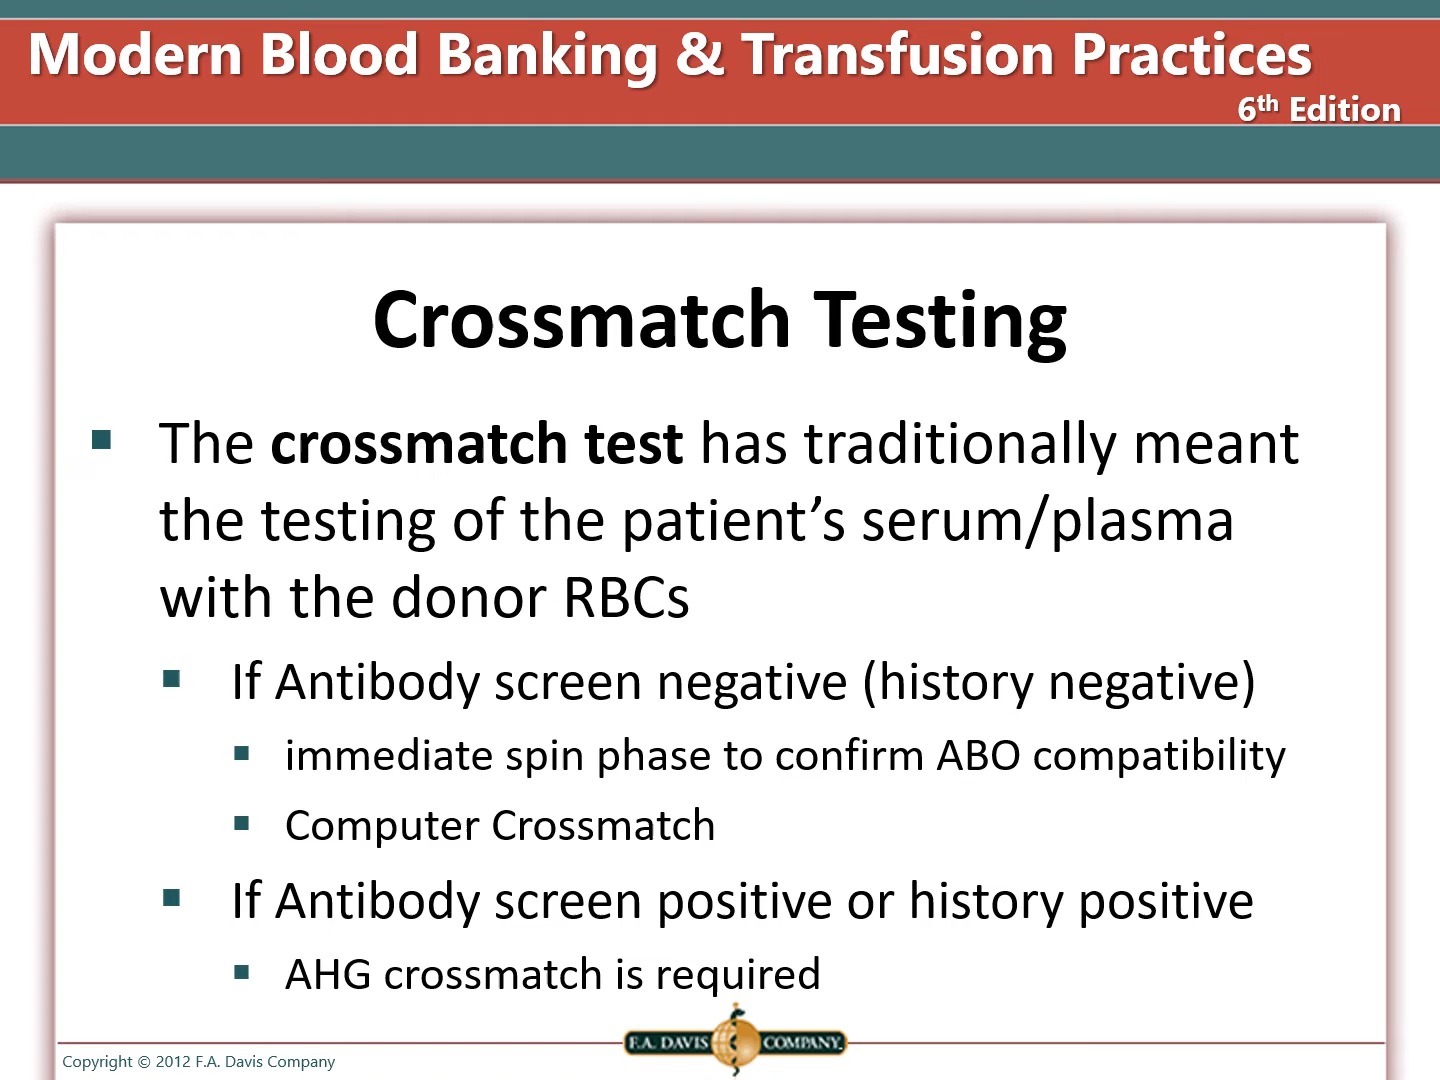 Modern Blood Banking & Transfusion Practices
6th Edition
Crossmatch Testing
The crossmatch test has traditionally meant
the testing of the patient’s serum/plasma
with the donor RBCs
If Antibody screen negative (history negative)
immediate spin phase to confirm ABO compatibility
Computer Crossmatch
If Antibody screen positive or history positive
AHG crossmatch is required
F.A. DAVIS COMPANY.
Copyright © 2012 F.A. Davis Company